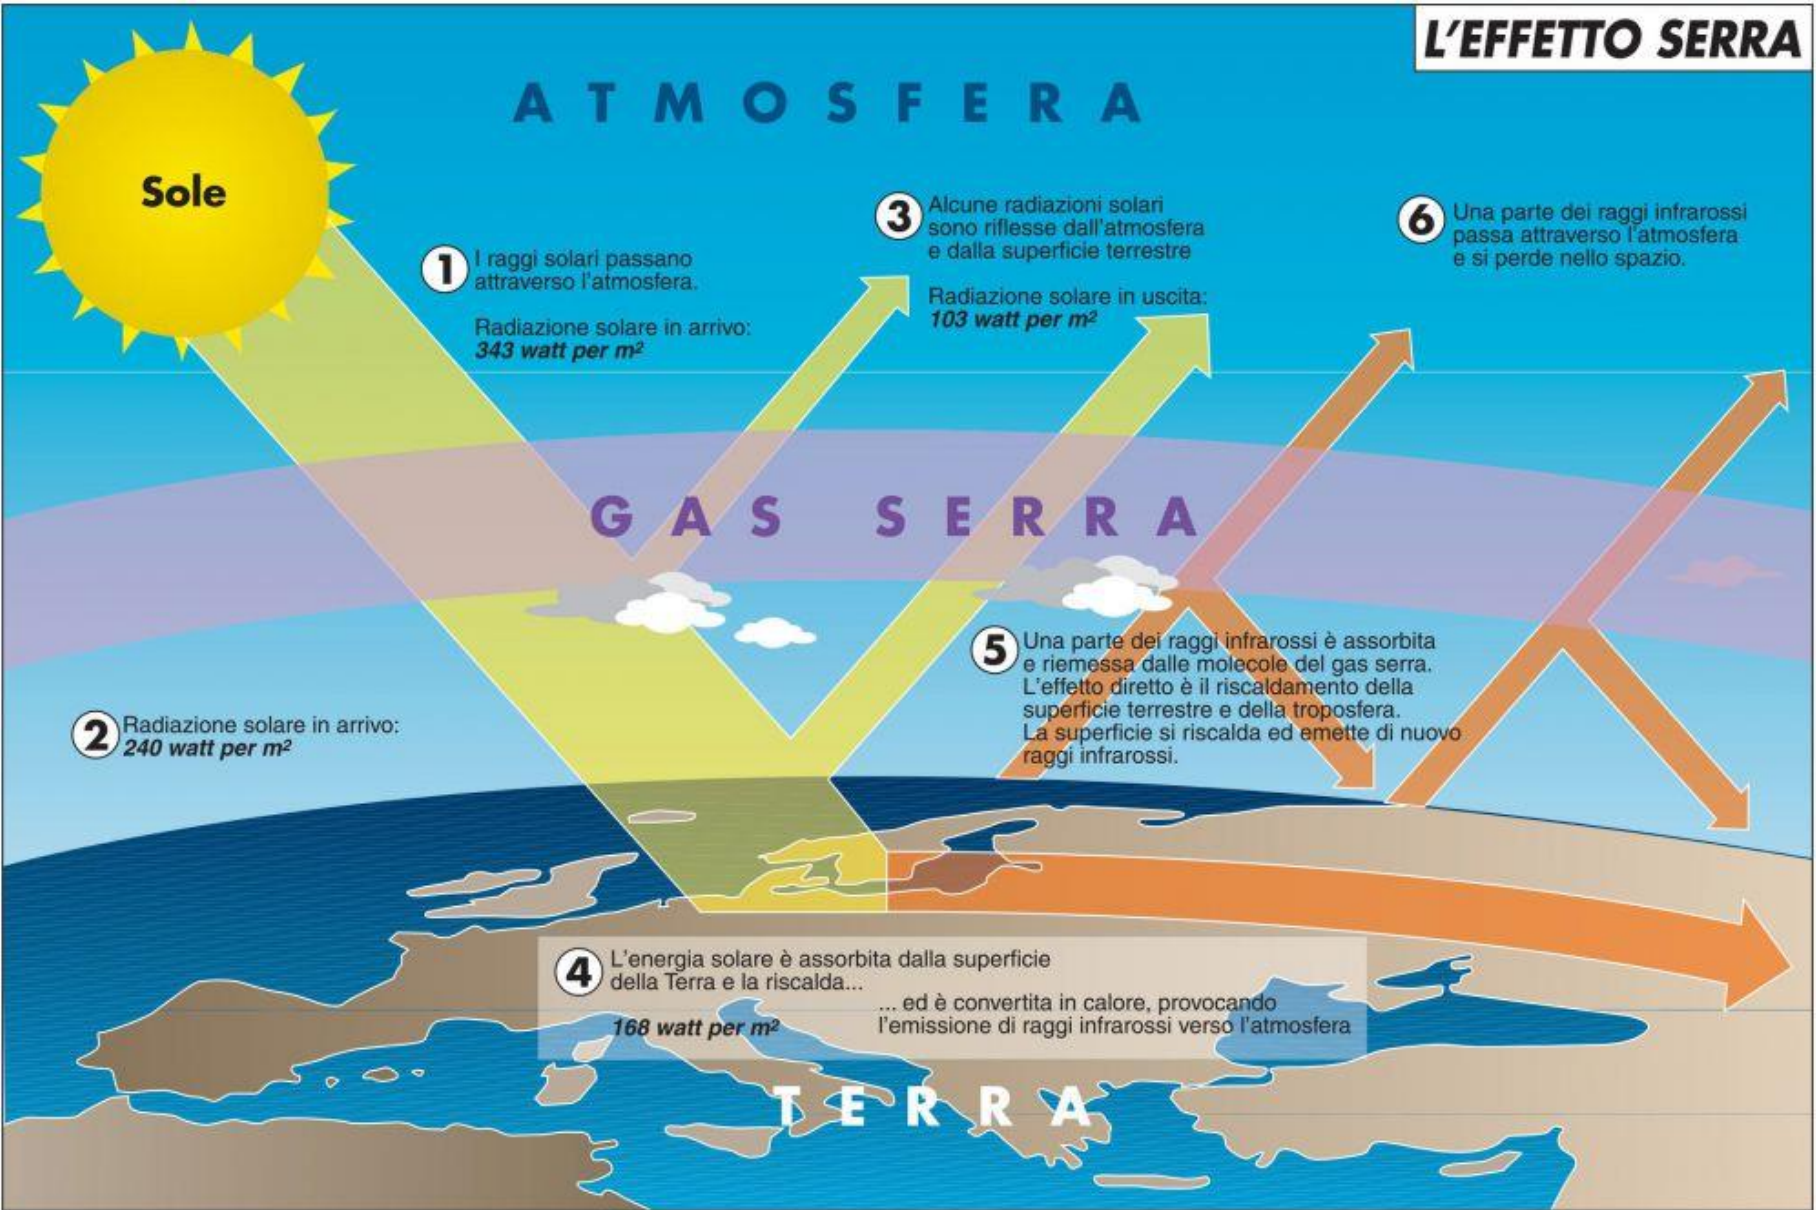 L'EFFETTO SERRA
ATMOSFERA
Sole
1 I raggi solari passano
attraverso l'atmosfera.
Radiazione solare in arrivo:
343 watt per m²
3 Alcune radiazioni solari
sono riflesse dall'atmosfera
e dalla superficie terrestre
Radiazione solare in uscita:
103 watt per m²
6 Una parte dei raggi infrarossi
passa attraverso l'atmosfera
e si perde nello spazio.
GAS SERRA
2 Radiazione solare in arrivo:
240 watt per m²
5 Una parte dei raggi infrarossi è assorbita
e riemessa dalle molecole del gas serra.
L'effetto diretto è il riscaldamento della
superficie terrestre e della troposfera.
La superficie si riscalda ed emette di nuovo
raggi infrarossi.
4 L'energia solare è assorbita dalla superficie
della Terra e la riscalda...
168 watt per m²
... ed è convertita in calore, provocando
l'emissione di raggi infrarossi verso l'atmosfera
TERRA